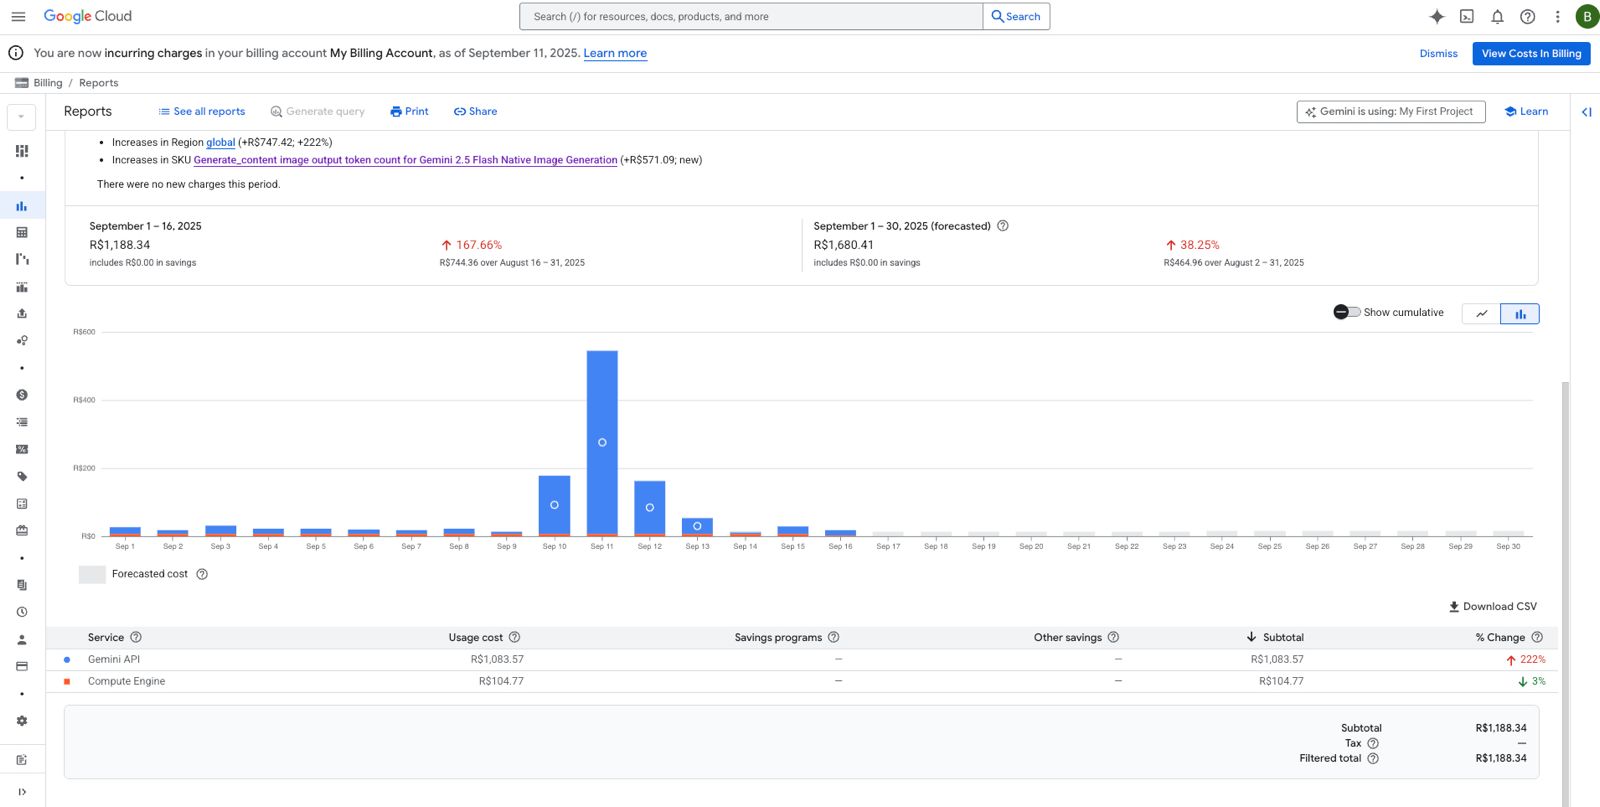 Google Cloud
Search (/) for resources, docs, products, and more
Search
B
You are now incurring charges in your billing account My Billing Account, as of September 11, 2025. Learn more
Dismiss
View Costs In Billing
Billing / Reports
Reports
See all reports
Generate query
Print
Share
Gemini is using: My First Project
Learn
• Increases in Region global (+R$747.42; +222%)
• Increases in SKU Generate_content image output token count for Gemini 2.5 Flash Native Image Generation (+R$571.09; new)
There were no new charges this period.
September 1 – 16, 2025
R$1,188.34
includes R$0.00 in savings
167.66%
R$744.36 over August 16 – 31, 2025
September 1 – 30, 2025 (forecasted)
R$1,680.41
includes R$0.00 in savings
38.25%
R$464.96 over August 2 – 31, 2025
Show cumulative
R$600
R$400
R$200
R$0
Sep 1 Sep 2 Sep 3 Sep 4 Sep 5 Sep 6 Sep 7 Sep 8 Sep 9 Sep 10 Sep 11 Sep 12 Sep 13 Sep 14 Sep 15 Sep 16 Sep 17 Sep 18 Sep 19 Sep 20 Sep 21 Sep 22 Sep 23 Sep 24 Sep 25 Sep 26 Sep 27 Sep 28 Sep 29 Sep 30
Forecasted cost
Download CSV
Service Usage cost Savings programs Other savings Subtotal % Change
Gemini API R$1,083.57 – – R$1,083.57 222%
Compute Engine R$104.77 – – R$104.77 3%
Subtotal R$1,188.34
Tax –
Filtered total R$1,188.34